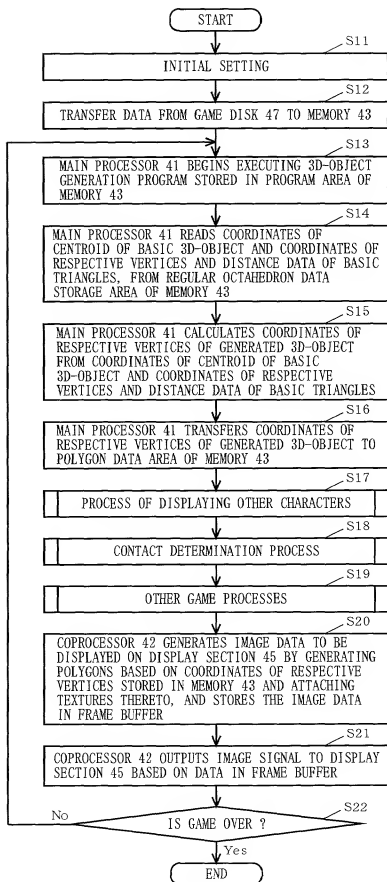 START
S11
INITIAL SETTING
S12
TRANSFER DATA FROM GAME DISK 47 TO MEMORY 43
S13
MAIN PROCESSOR 41 BEGINS EXECUTING 3D-OBJECT
GENERATION PROGRAM STORED IN PROGRAM AREA OF
MEMORY 43
S14
MAIN PROCESSOR 41 READS COORDINATES OF
CENTROID OF BASIC 3D-OBJECT AND COORDINATES OF
RESPECTIVE VERTICES AND DISTANCE DATA OF BASIC
TRIANGLES, FROM REGULAR OCTAHEDRON DATA
STORAGE AREA OF MEMORY 43
S15
MAIN PROCESSOR 41 CALCULATES COORDINATES OF
RESPECTIVE VERTICES OF GENERATED 3D-OBJECT
FROM COORDINATES OF CENTROID OF BASIC
3D-OBJECT AND COORDINATES OF RESPECTIVE
VERTICES AND DISTANCE DATA OF BASIC TRIANGLES
S16
MAIN PROCESSOR 41 TRANSFERS COORDINATES OF
RESPECTIVE VERTICES OF GENERATED 3D-OBJECT TO
POLYGON DATA AREA OF MEMORY 43
S17
PROCESS OF DISPLAYING OTHER CHARACTERS
S18
CONTACT DETERMINATION PROCESS
S19
OTHER GAME PROCESSES
S20
COPROCESSOR 42 GENERATES IMAGE DATA TO BE
DISPLAYED ON DISPLAY SECTION 45 BY GENERATING
POLYGONS BASED ON COORDINATES OF RESPECTIVE
VERTICES STORED IN MEMORY 43 AND ATTACHING
TEXTURES THERETO, AND STORES THE IMAGE DATA
IN FRAME BUFFER
S21
COPROCESSOR 42 OUTPUTS IMAGE SIGNAL TO DISPLAY
SECTION 45 BASED ON DATA IN FRAME BUFFER
S22
No
IS GAME OVER ?
Yes
END